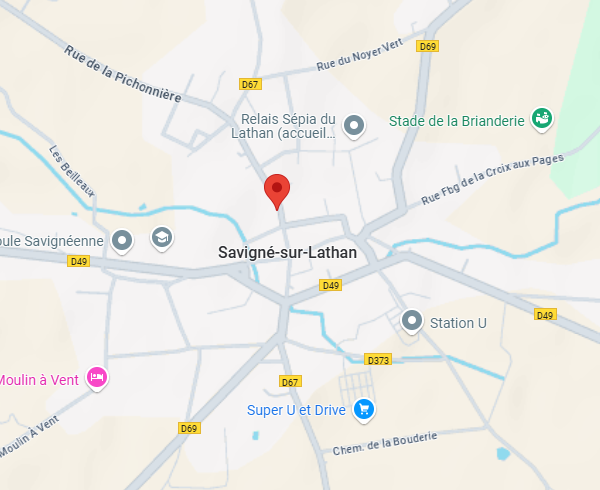 Rue de la Pichonnière
Rue du Noyer Vert
D69
D67
Relais Sépia du
Lathan (accueil...
Stade de la Brianderie
Les Beilleaux
Rue Fbg de la Croix aux Pages
oule Savignéenne
Savigné-sur-Lathan
D49
D49
D49
Station U
D373
Moulin à Vent
D67
Super U et Drive
D69
Moulin À Vent
Chem. de la Bouderie